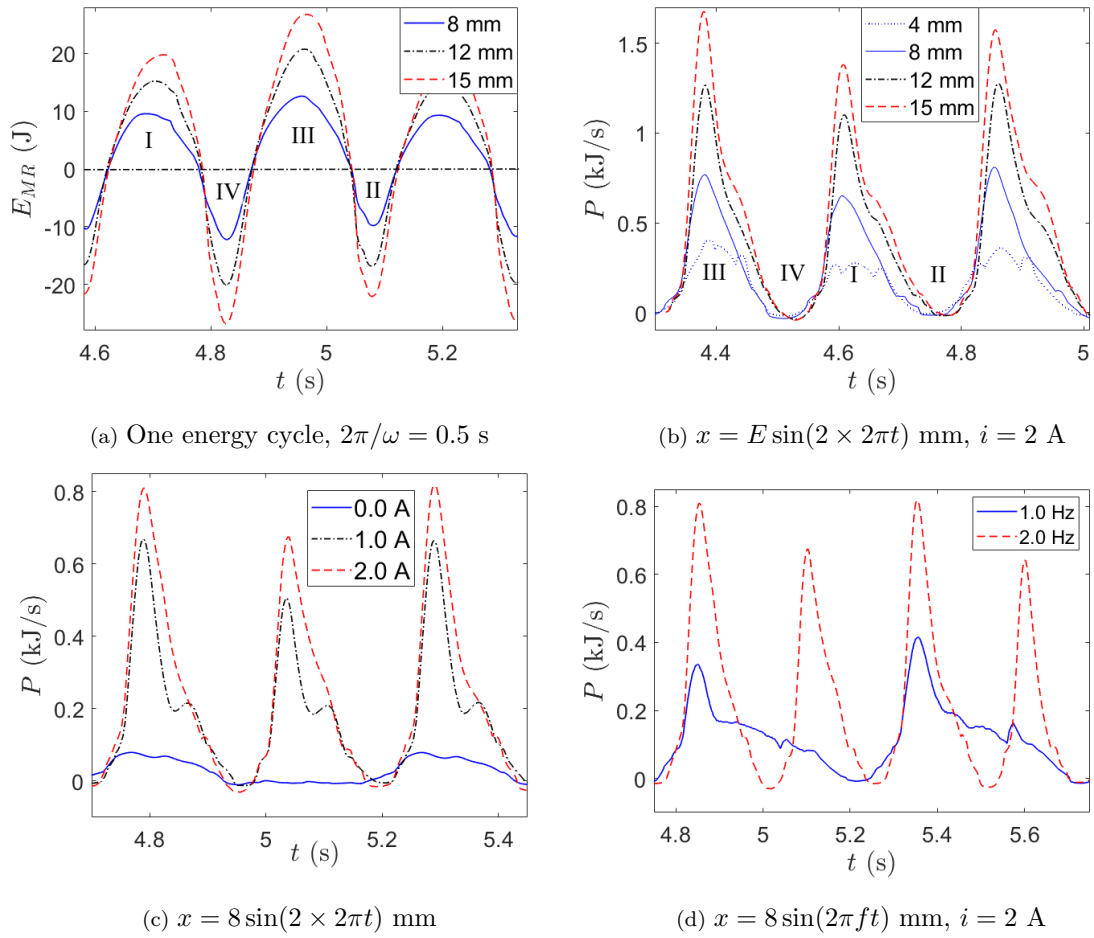 8 mm
12 mm
15 mm
20
10
0
-10
-20
E_MR (J)
I
III
IV
II
4.6
4.8
5
5.2
t (s)
(a) One energy cycle, 2π/ω = 0.5 s
4 mm
8 mm
12 mm
15 mm
1.5
1
0.5
0
P (kJ/s)
III
IV
I
II
4.4
4.6
4.8
5
t (s)
(b) x = E sin(2 × 2πt) mm, i = 2 A
0.0 A
1.0 A
2.0 A
0.8
0.6
0.4
0.2
0
P (kJ/s)
4.8
5
5.2
5.4
t (s)
(c) x = 8 sin(2 × 2πt) mm
1.0 Hz
2.0 Hz
0.8
0.6
0.4
0.2
0
P (kJ/s)
4.8
5
5.2
5.4
5.6
t (s)
(d) x = 8 sin(2πft) mm, i = 2 A